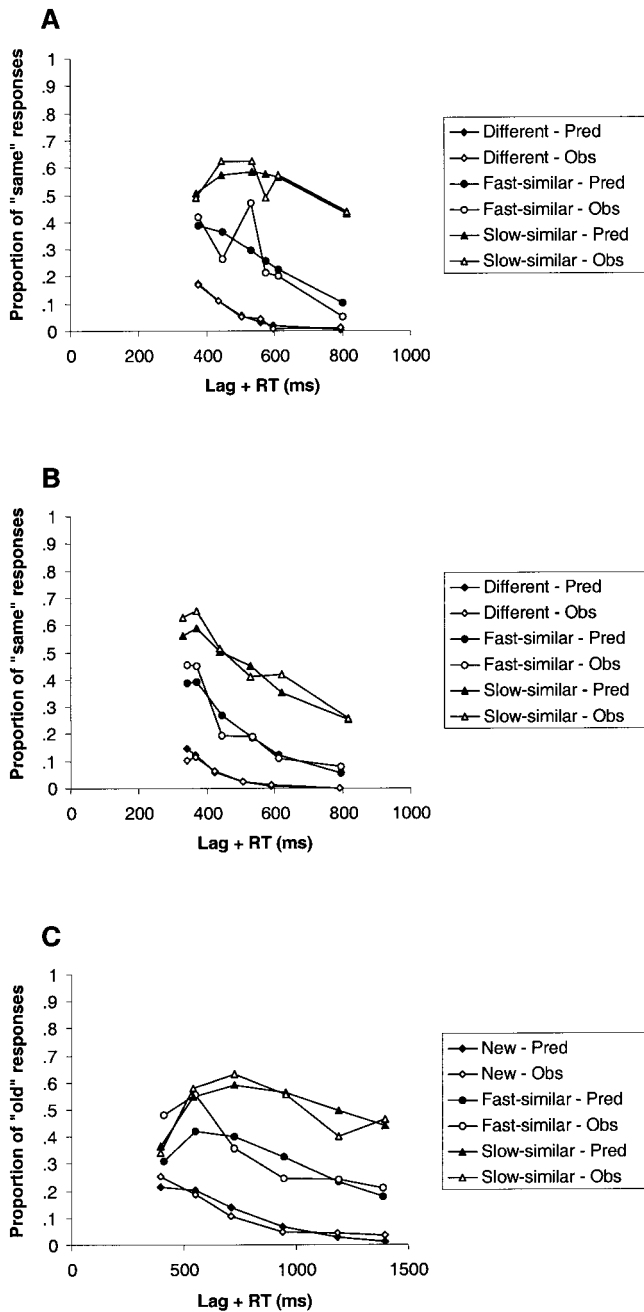 A
Proportion of "same" responses
1
.9
.8
.7
.6
.5
.4
.3
.2
.1
0
0 200 400 600 800 1000
Lag + RT (ms)
Different - Pred
Different - Obs
Fast-similar - Pred
Fast-similar - Obs
Slow-similar - Pred
Slow-similar - Obs
B
Proportion of "same" responses
1
.9
.8
.7
.6
.5
.4
.3
.2
.1
0
0 200 400 600 800 1000
Lag + RT (ms)
Different - Pred
Different - Obs
Fast-similar - Pred
Fast-similar - Obs
Slow-similar - Pred
Slow-similar - Obs
C
Proportion of "old" responses
1
.9
.8
.7
.6
.5
.4
.3
.2
.1
0
0 500 1000 1500
Lag + RT (ms)
New - Pred
New - Obs
Fast-similar - Pred
Fast-similar - Obs
Slow-similar - Pred
Slow-similar - Obs